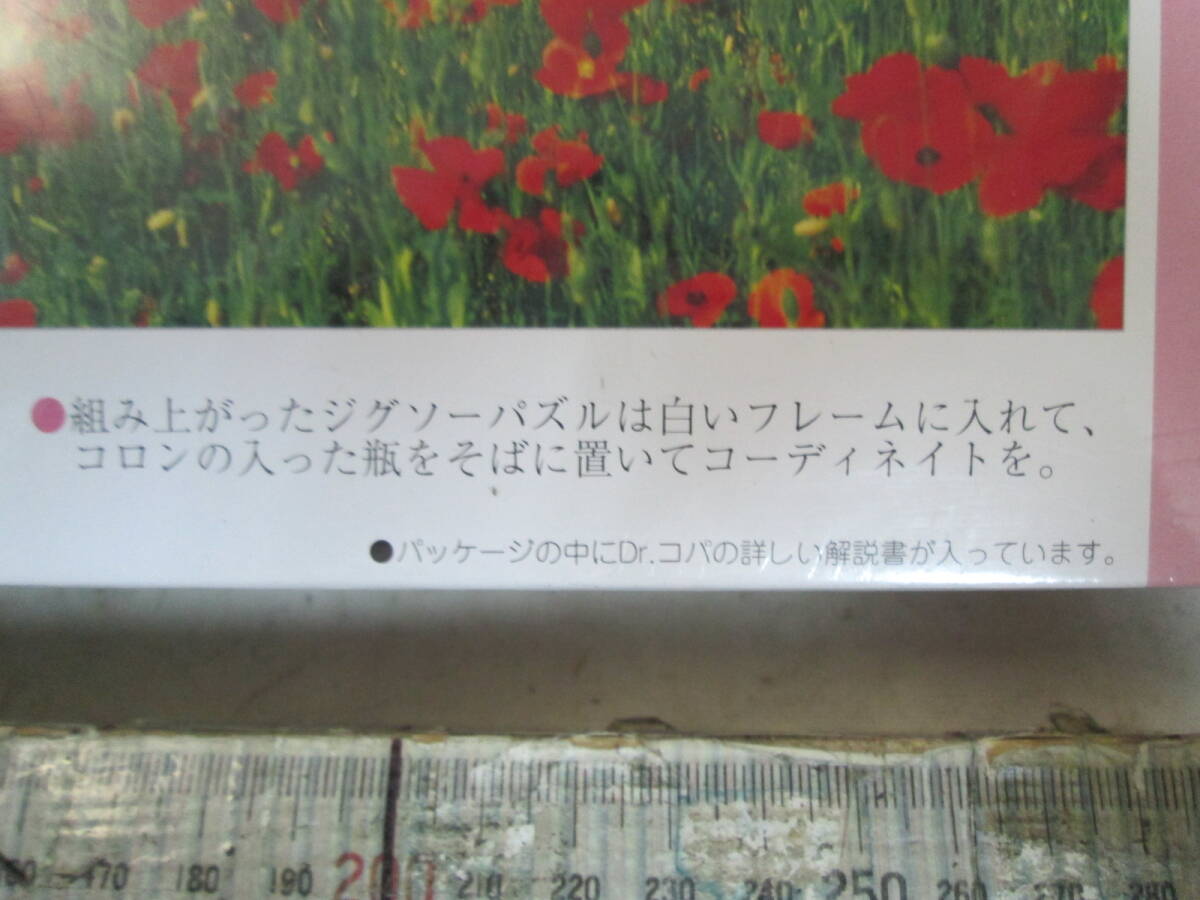 ●組み上がったジグソーパズルは白いフレームに入れて、
コロンの入った瓶をそばに置いてコーディネイトを。
●パッケージの中にDr.コパの詳しい解説書が入っています。
170 180 190 200 210 220 230 240 250 260 270 280